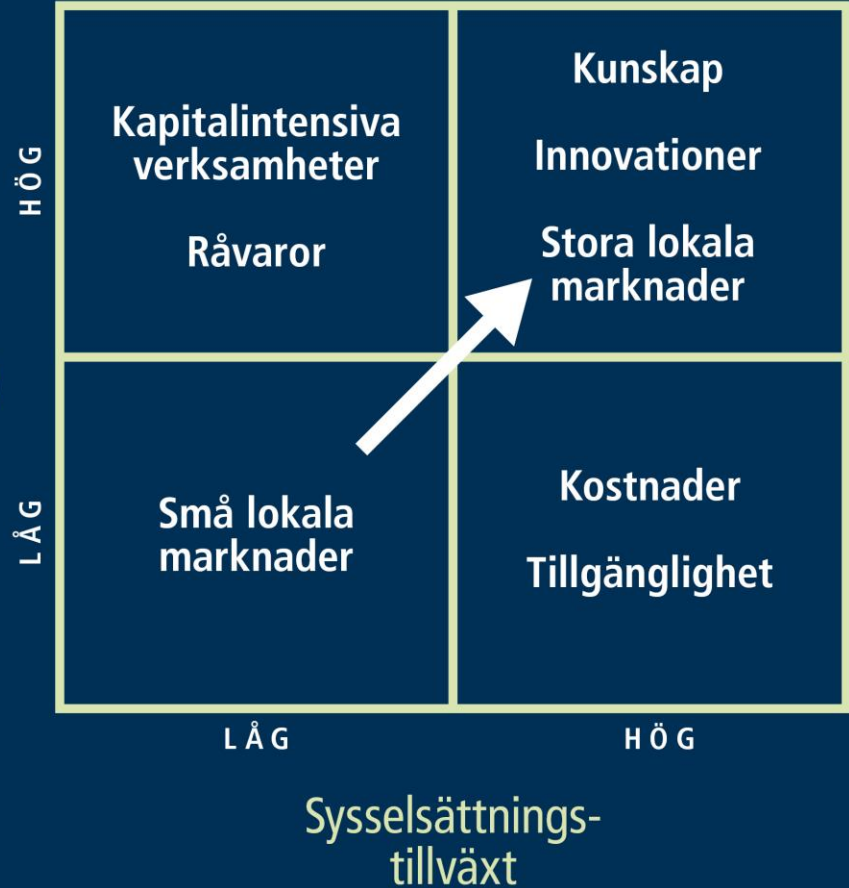 HÖG
Kapitalintensiva
verksamheter
Råvaror
Kunskap
Innovationer
Stora lokala
marknader
LÅG
Små lokala
marknader
Kostnader
Tillgänglighet
LÅG
HÖG
Sysselsättnings-
tillväxt